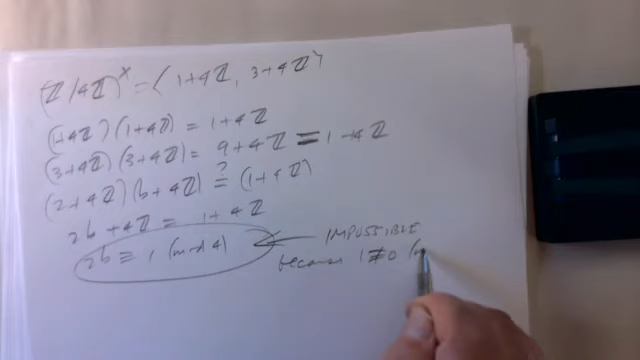 (ℤ/4ℤ)^x = (1+4ℤ, 3+4ℤ)
(1+4ℤ)(1+4ℤ) = 1+4ℤ
(3+4ℤ)(3+4ℤ) = 9+4ℤ = 1+4ℤ
(2+4ℤ)(b+4ℤ) ?= (1+4ℤ)
2b+4ℤ = 1+4ℤ
2b ≡ 1 (mod 4) ← IMPOSSIBLE
because 1 ≢ 0 (m